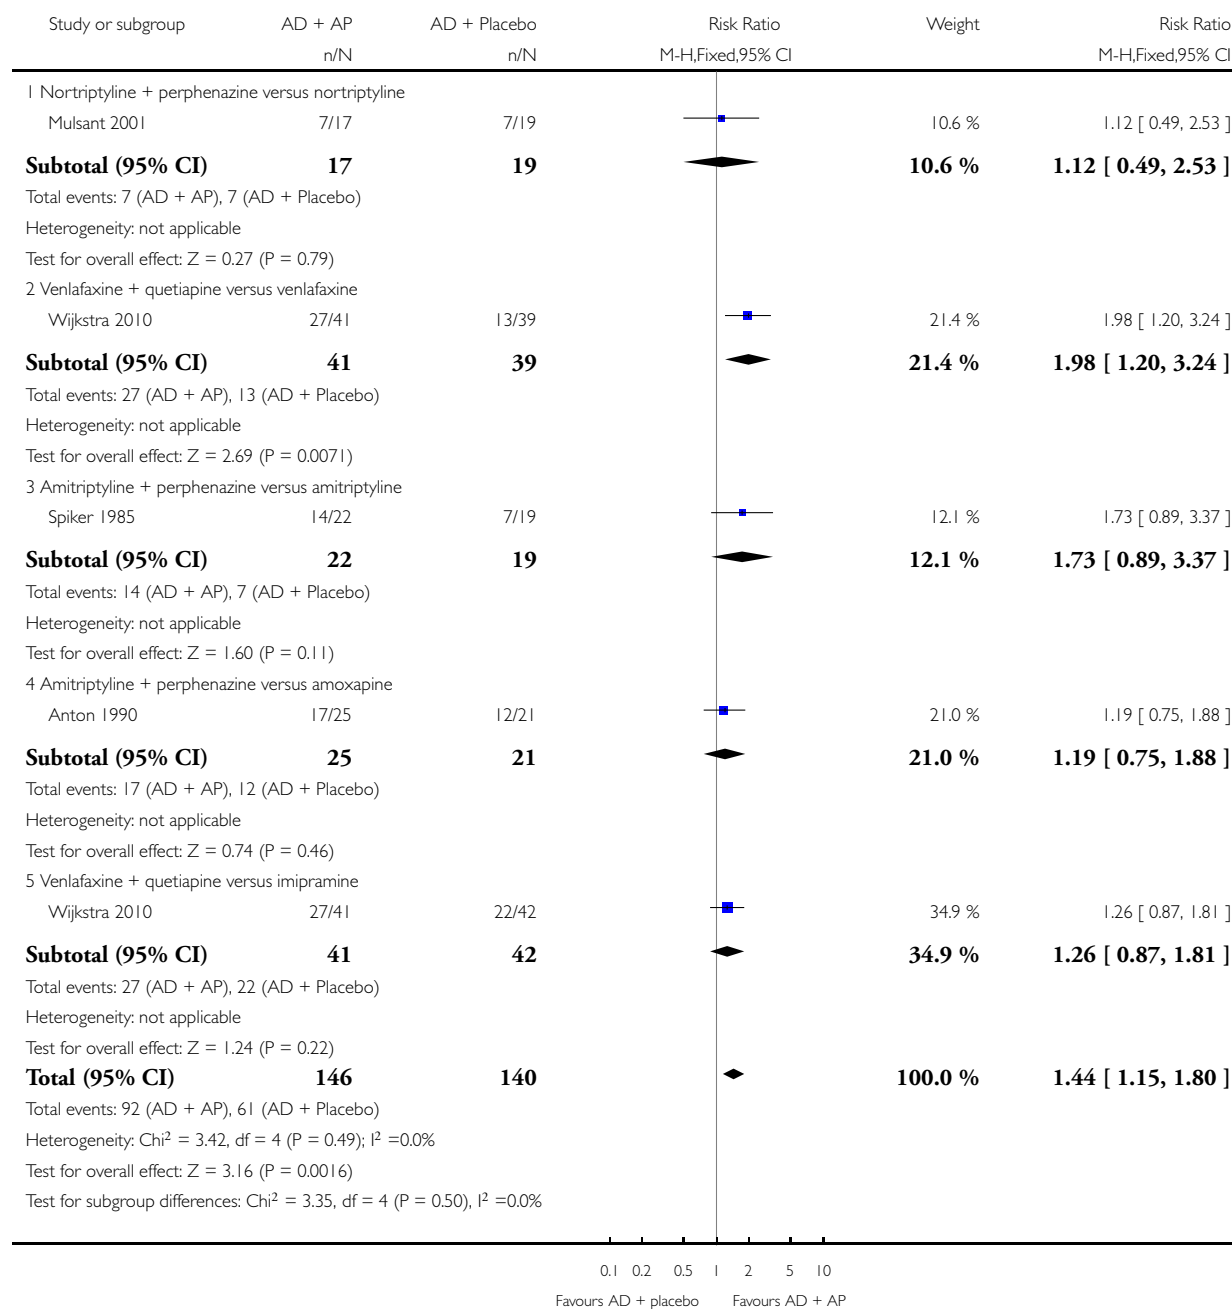 Study or subgroup AD + AP AD + Placebo Risk Ratio Weight Risk Ratio
n/N n/N M-H,Fixed,95% CI M-H,Fixed,95% CI
1 Nortriptyline + perphenazine versus nortriptyline
Mulsant 2001 7/17 7/19 10.6 % 1.12 [ 0.49, 2.53 ]
Subtotal (95% CI) 17 19 10.6 % 1.12 [ 0.49, 2.53 ]
Total events: 7 (AD + AP), 7 (AD + Placebo)
Heterogeneity: not applicable
Test for overall effect: Z = 0.27 (P = 0.79)
2 Venlafaxine + quetiapine versus venlafaxine
Wijkstra 2010 27/41 13/39 21.4 % 1.98 [ 1.20, 3.24 ]
Subtotal (95% CI) 41 39 21.4 % 1.98 [ 1.20, 3.24 ]
Total events: 27 (AD + AP), 13 (AD + Placebo)
Heterogeneity: not applicable
Test for overall effect: Z = 2.69 (P = 0.0071)
3 Amitriptyline + perphenazine versus amitriptyline
Spiker 1985 14/22 7/19 12.1 % 1.73 [ 0.89, 3.37 ]
Subtotal (95% CI) 22 19 12.1 % 1.73 [ 0.89, 3.37 ]
Total events: 14 (AD + AP), 7 (AD + Placebo)
Heterogeneity: not applicable
Test for overall effect: Z = 1.60 (P = 0.11)
4 Amitriptyline + perphenazine versus amoxapine
Anton 1990 17/25 12/21 21.0 % 1.19 [ 0.75, 1.88 ]
Subtotal (95% CI) 25 21 21.0 % 1.19 [ 0.75, 1.88 ]
Total events: 17 (AD + AP), 12 (AD + Placebo)
Heterogeneity: not applicable
Test for overall effect: Z = 0.74 (P = 0.46)
5 Venlafaxine + quetiapine versus imipramine
Wijkstra 2010 27/41 22/42 34.9 % 1.26 [ 0.87, 1.81 ]
Subtotal (95% CI) 41 42 34.9 % 1.26 [ 0.87, 1.81 ]
Total events: 27 (AD + AP), 22 (AD + Placebo)
Heterogeneity: not applicable
Test for overall effect: Z = 1.24 (P = 0.22)
Total (95% CI) 146 140 100.0 % 1.44 [ 1.15, 1.80 ]
Total events: 92 (AD + AP), 61 (AD + Placebo)
Heterogeneity: Chi² = 3.42, df = 4 (P = 0.49); I² =0.0%
Test for overall effect: Z = 3.16 (P = 0.0016)
Test for subgroup differences: Chi² = 3.35, df = 4 (P = 0.50), I² =0.0%
0.1 0.2 0.5 1 2 5 10
Favours AD + placebo Favours AD + AP